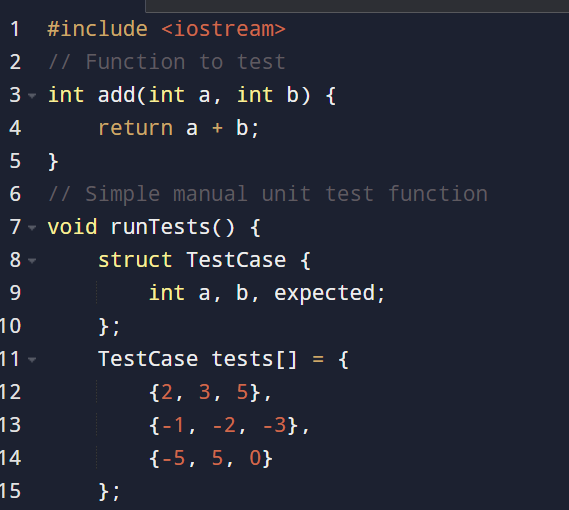 1 #include <iostream>
2 // Function to test
3 int add(int a, int b) {
4     return a + b;
5 }
6 // Simple manual unit test function
7 void runTests() {
8     struct TestCase {
9         int a, b, expected;
10     };
11     TestCase tests[] = {
12         {2, 3, 5},
13         {-1, -2, -3},
14         {-5, 5, 0}
15     };